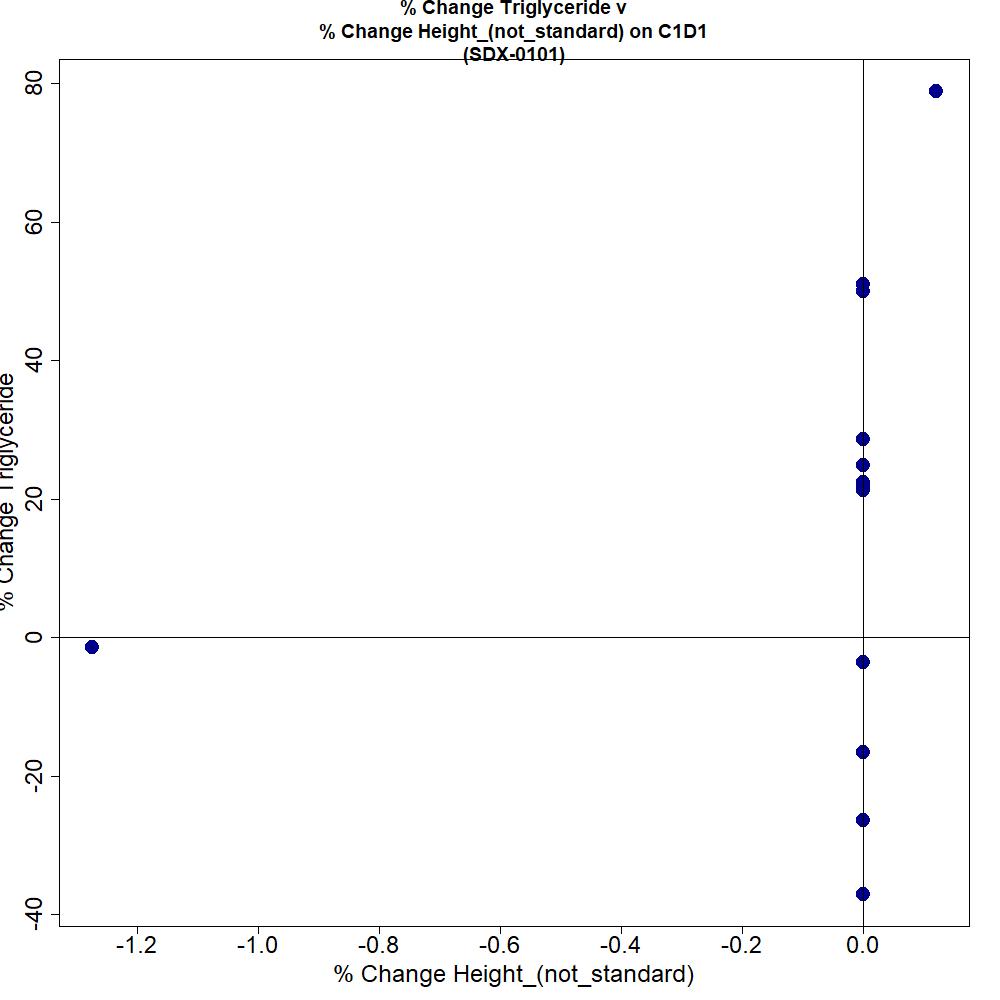 % Change Triglyceride v
% Change Height_(not_standard) on C1D1
(SDX-0101)
80
60
40
20
0
-20
-40
% Change Triglyceride
-1.2
-1.0
-0.8
-0.6
-0.4
-0.2
0.0
% Change Height_(not_standard)